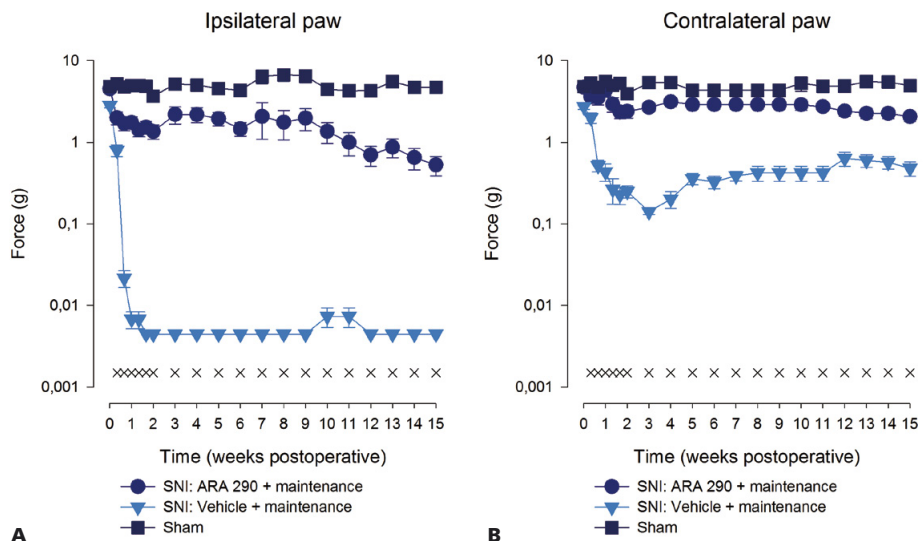 Ipsilateral paw
10
1
0,1
0,01
0,001
Force (g)
0 1 2 3 4 5 6 7 8 9 10 11 12 13 14 15
Time (weeks postoperative)
SNI: ARA 290 + maintenance
SNI: Vehicle + maintenance
Sham
A
Contralateral paw
10
1
0,1
0,01
0,001
Force (g)
0 1 2 3 4 5 6 7 8 9 10 11 12 13 14 15
Time (weeks postoperative)
SNI: ARA 290 + maintenance
SNI: Vehicle + maintenance
Sham
B